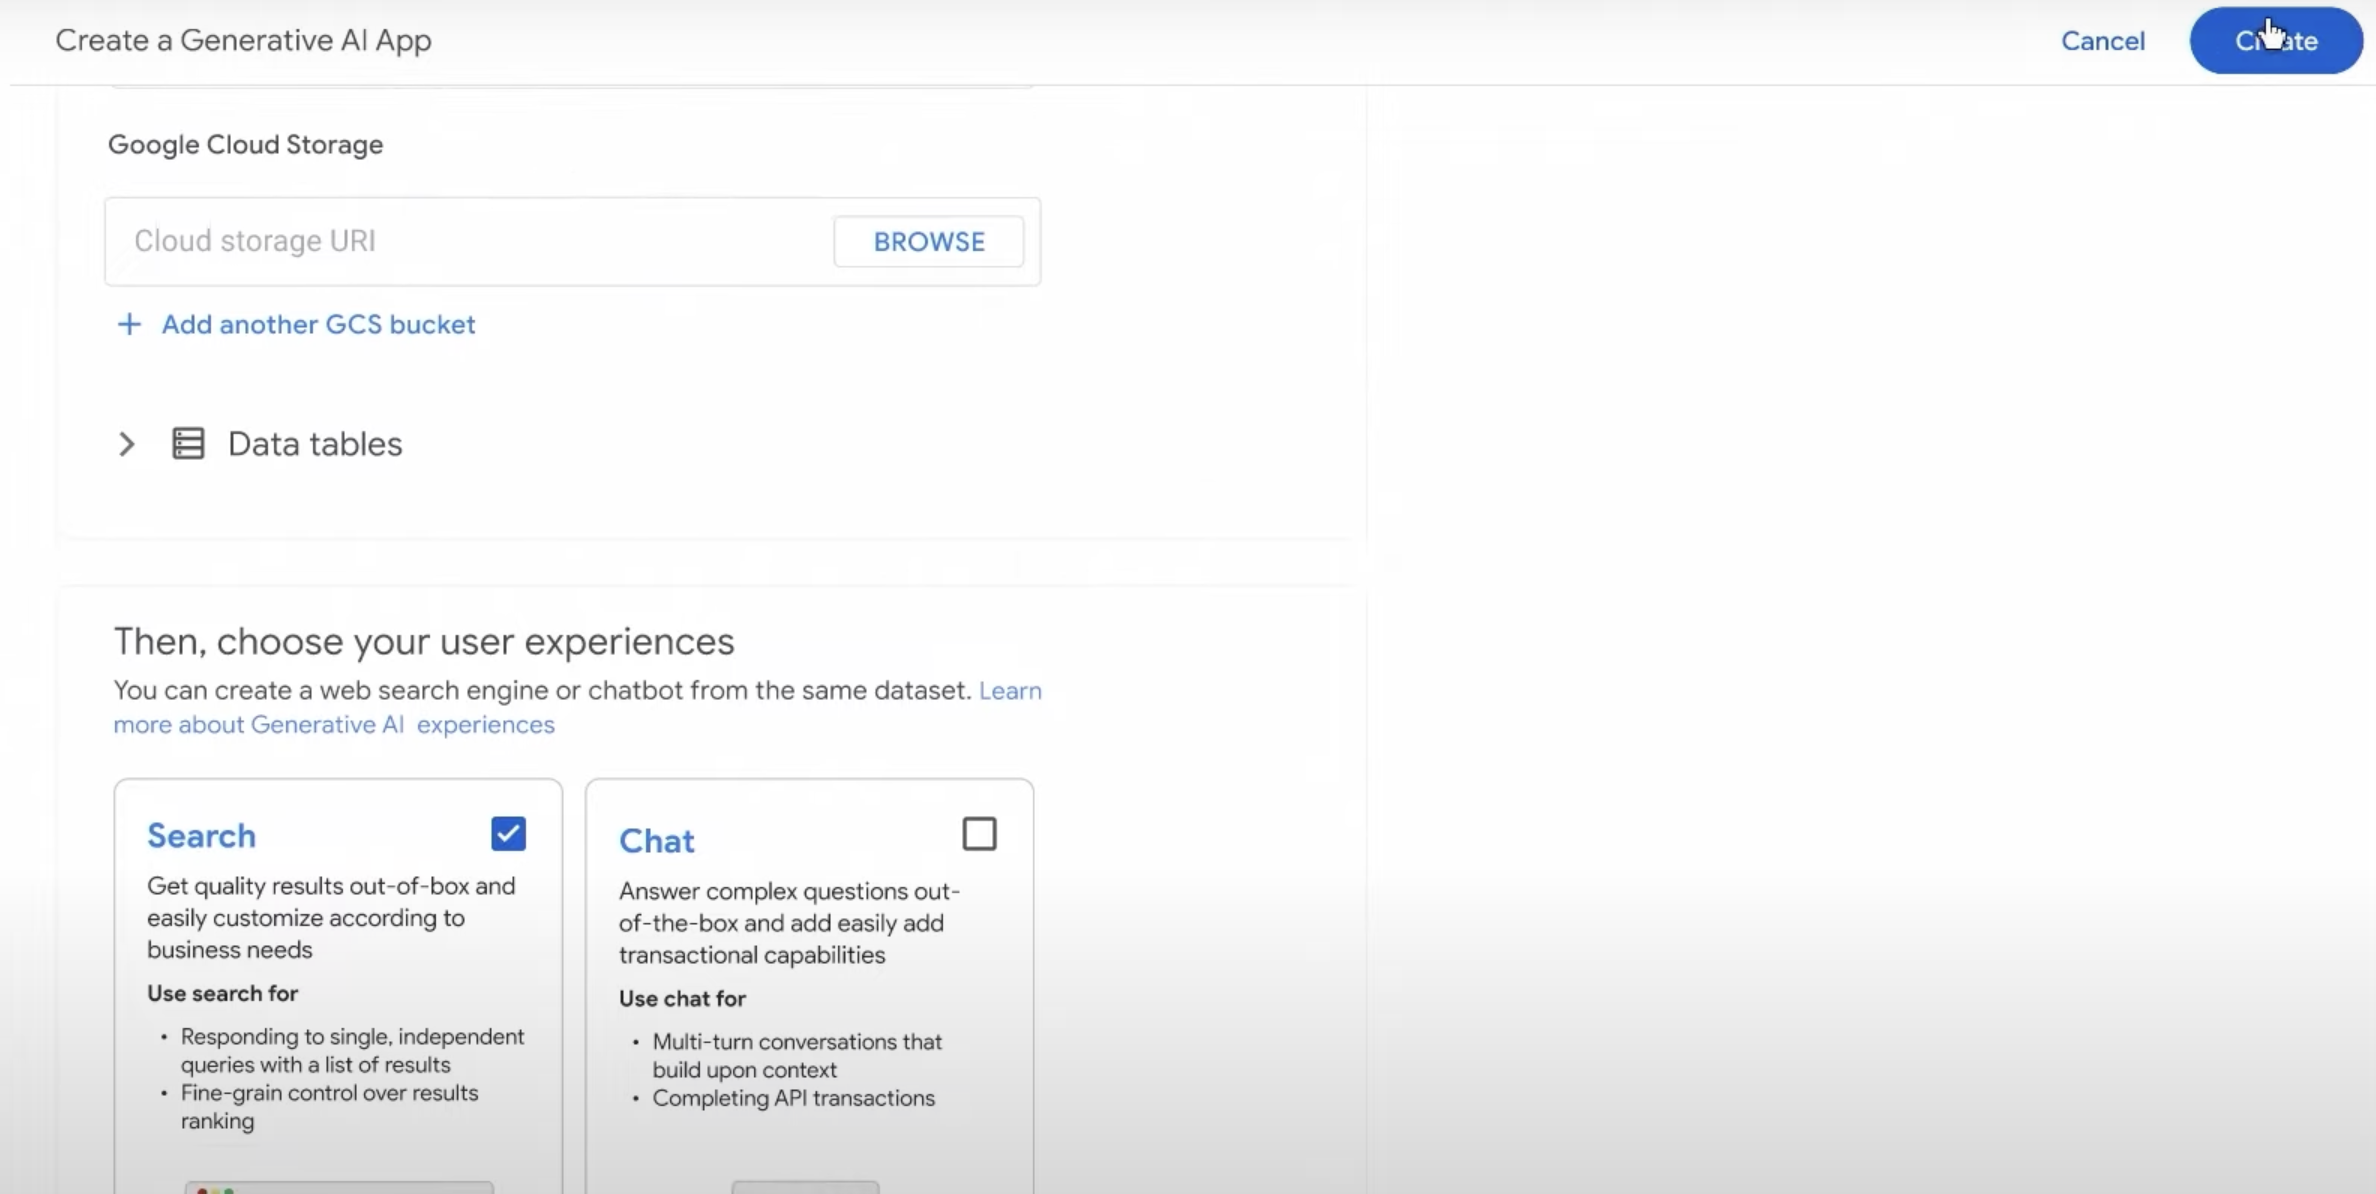 Create a Generative AI App
Cancel
Google Cloud Storage
Cloud storage URI
BROWSE
+ Add another GCS bucket
Data tables
Then, choose your user experiences
You can create a web search engine or chatbot from the same dataset. Learn
more about Generative AI experiences
Search
Get quality results out-of-box and
easily customize according to
business needs
Use search for
• Responding to single, independent
queries with a list of results
• Fine-grain control over results
ranking
Chat
Answer complex questions out-
of-the-box and add easily add
transactional capabilities
Use chat for
• Multi-turn conversations that
build upon context
• Completing API transactions